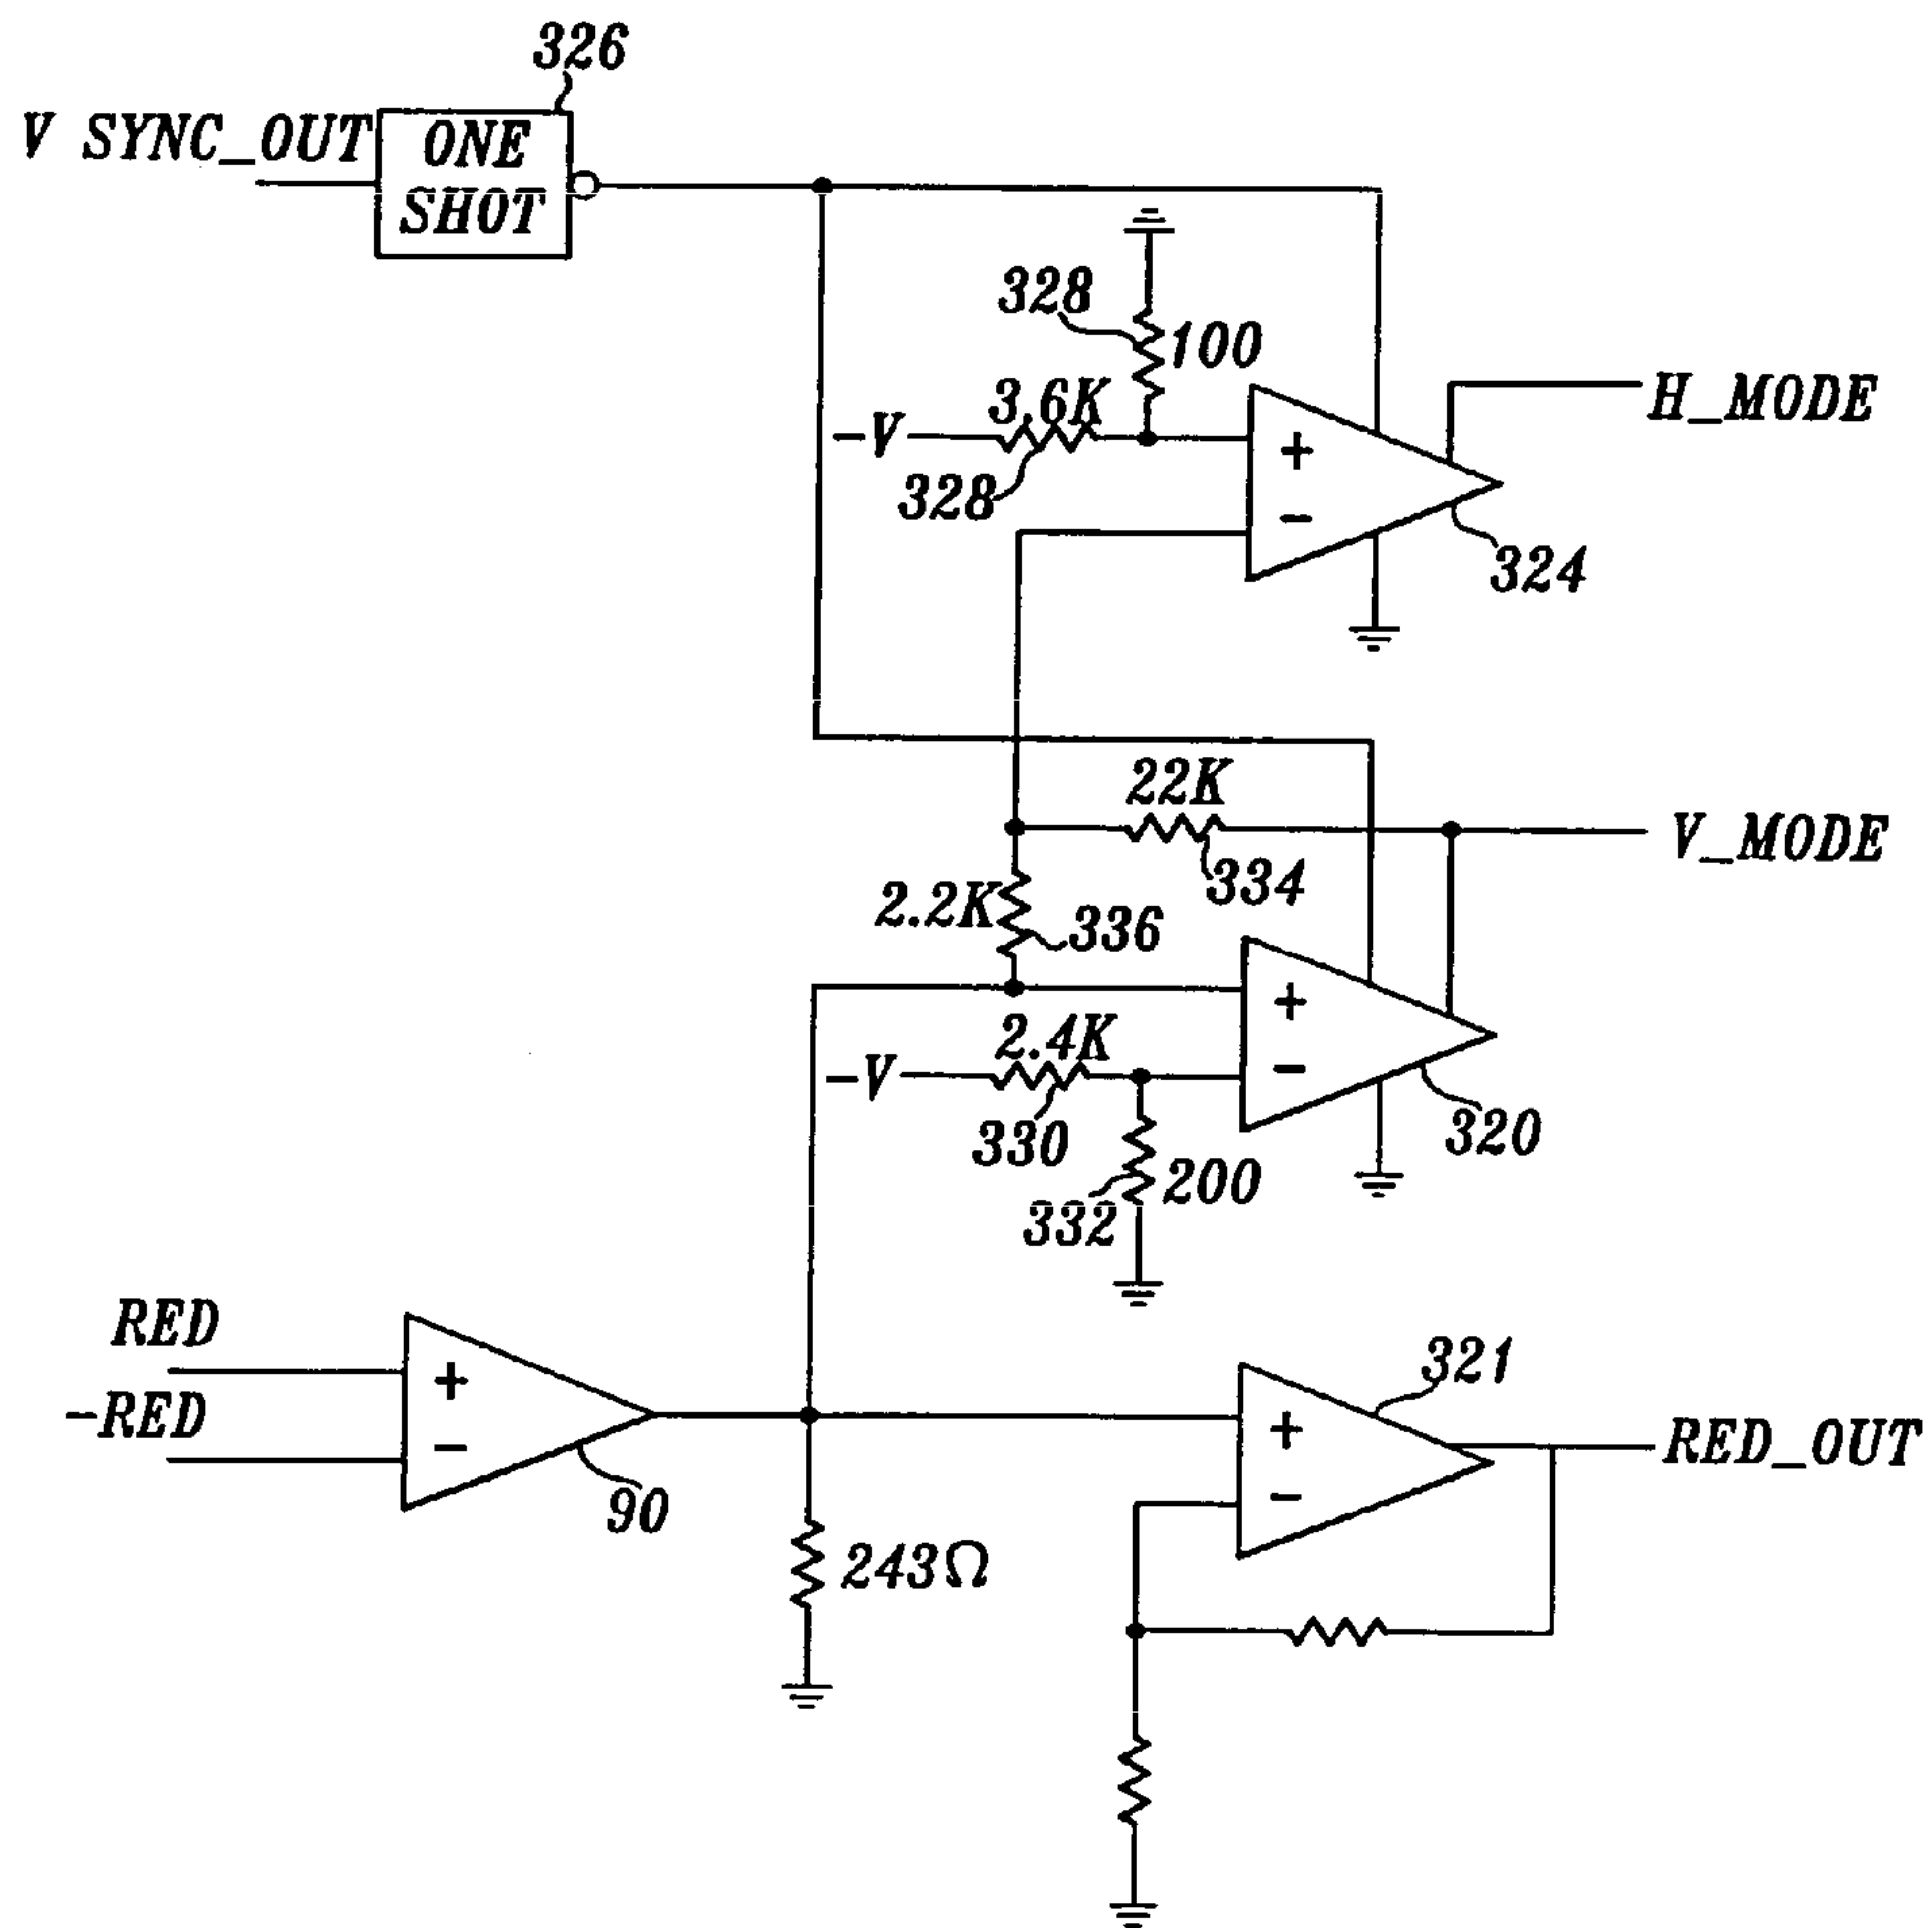 326
V SYNC_OUT
ONE
SHOT
328
100
3.6K
-V
328
+
-
H_MODE
324
22K
V_MODE
334
2.2K
336
+
-
2.4K
-V
330
320
200
332
RED
-RED
+
-
90
321
+
-
RED_OUT
243Ω